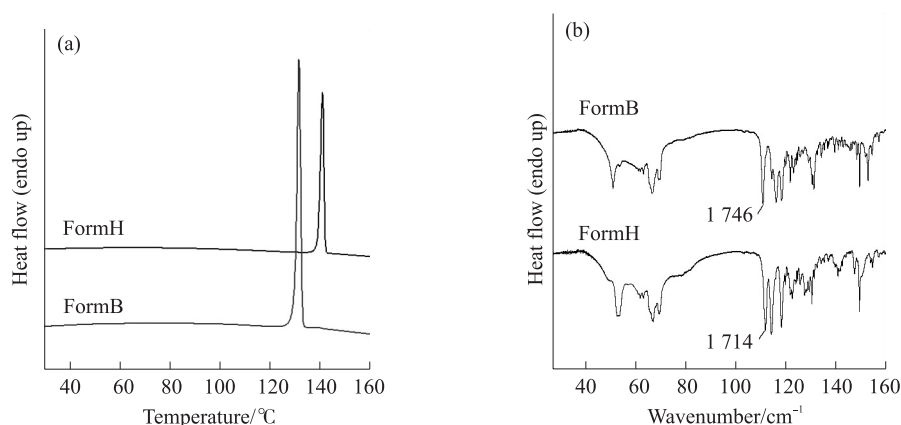 (a)
Heat flow (endo up)
FormH
FormB
40 60 80 100 120 140 160
Temperature/℃
(b)
Heat flow (endo up)
FormB
1 746
FormH
1 714
40 60 80 100 120 140 160
Wavenumber/cm⁻¹